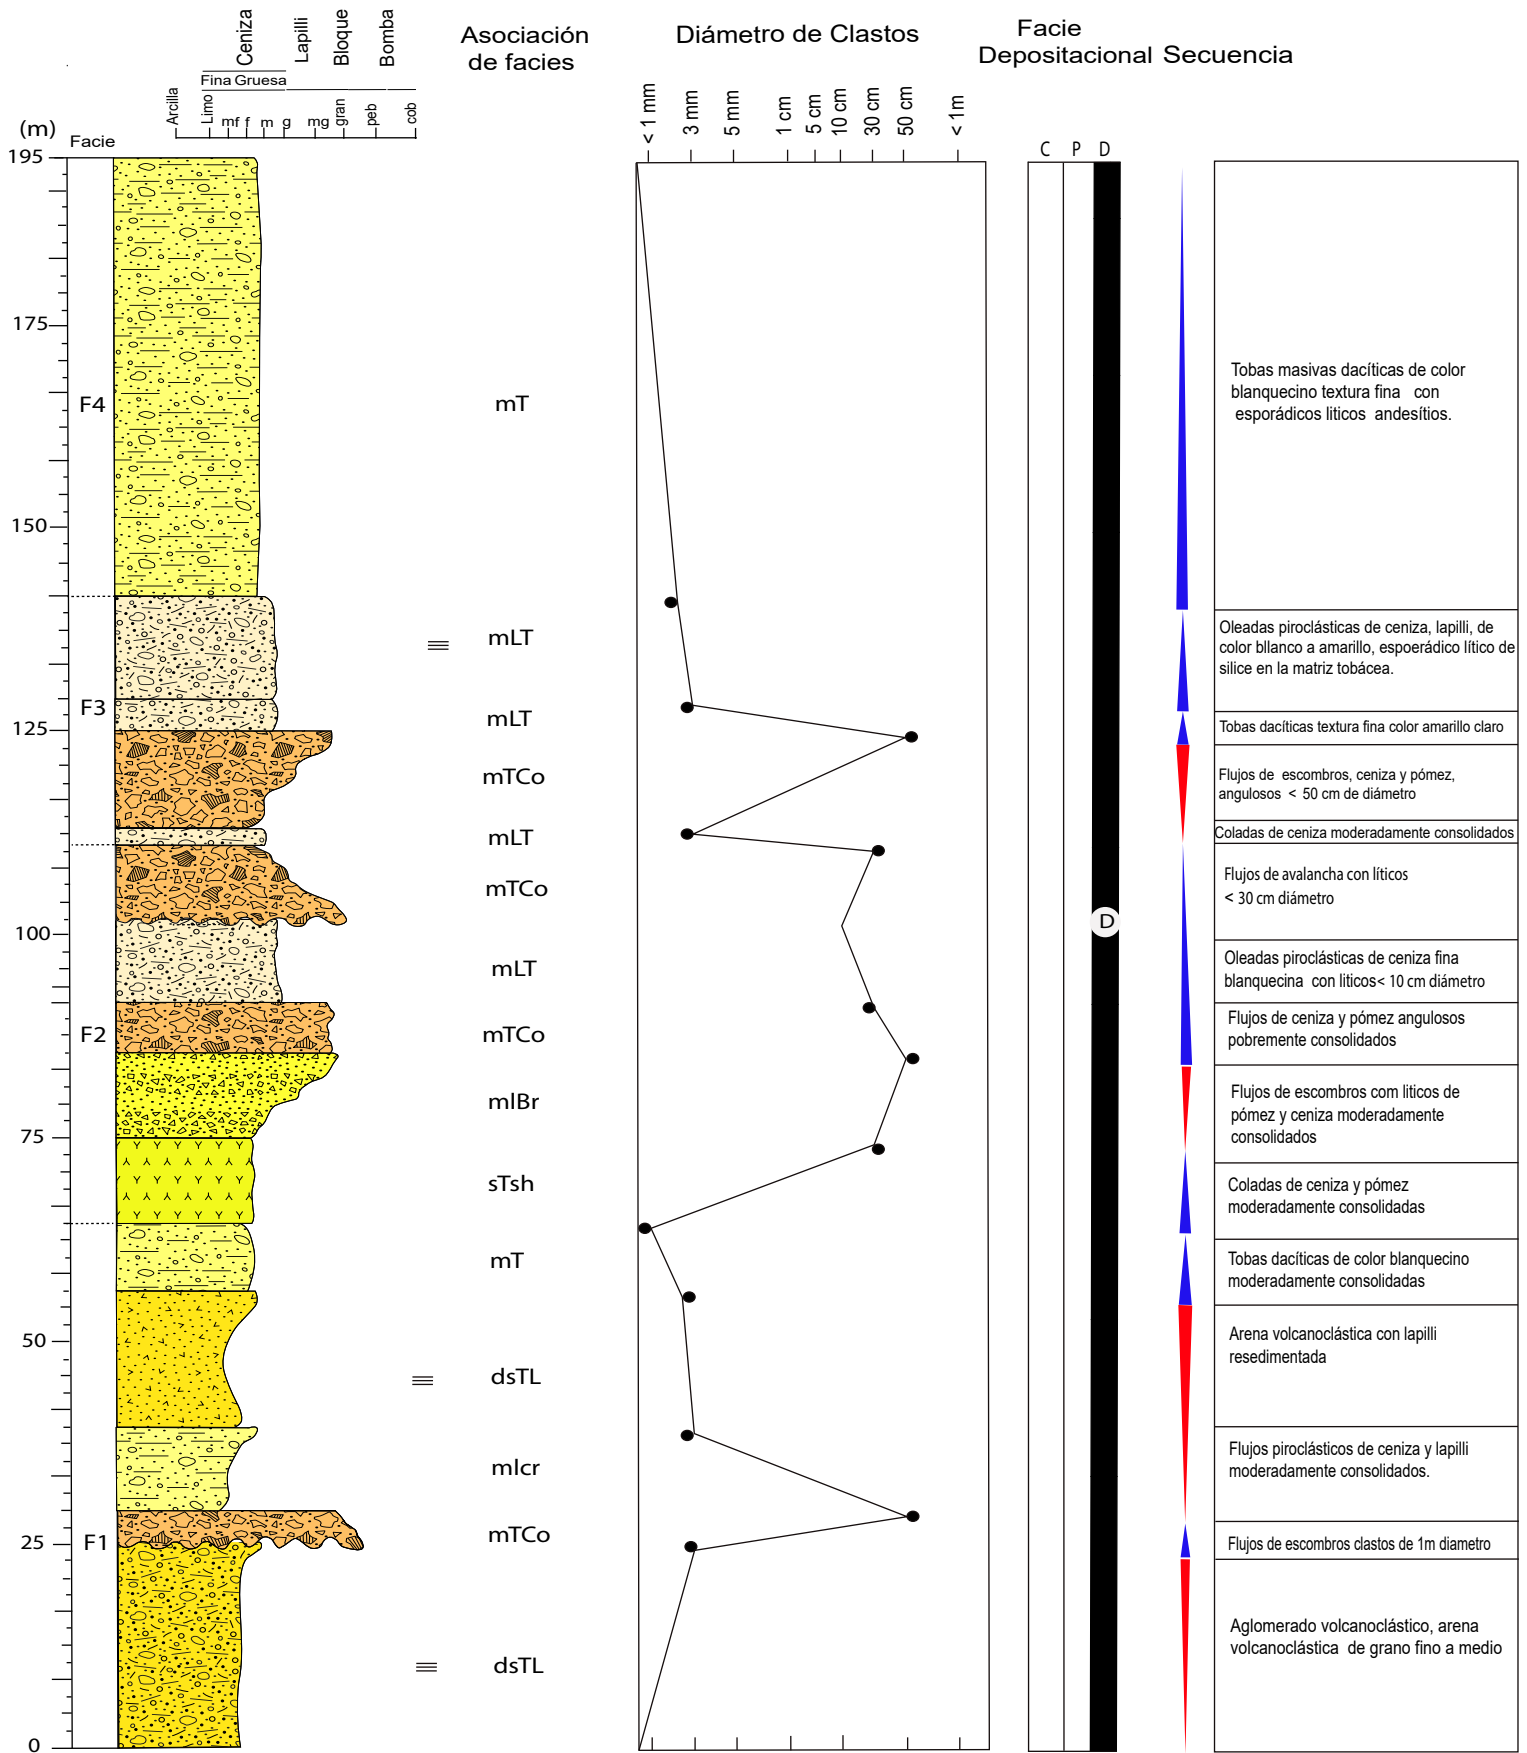 Ceniza
Lapilli
Bloque
Bomba
Fina Gruesa
Arcilla
Limo
mf f m g mg
gran
peb
cob
(m)
Facie
Asociación
de facies
Diámetro de Clastos
< 1 mm
3 mm
5 mm
1 cm
5 cm
10 cm
30 cm
50 cm
< 1m
Facie
Depositacional
Secuencia
C P D
195
175
150
125
100
75
50
25
0
F4
F3
F2
F1
mT
mLT
mLT
mTCo
mLT
mTCo
mLT
mTCo
mlBr
sTsh
mT
dsTL
mlcr
mTCo
dsTL
D
Tobas masivas dacíticas de color
blanquecino textura fina con
esporádicos liticos andesítios.
Oleadas piroclásticas de ceniza, lapilli, de
color bllanco a amarillo, espoerádico lítico de
silice en la matriz tobácea.
Tobas dacíticas textura fina color amarillo claro
Flujos de escombros, ceniza y pómez,
angulosos < 50 cm de diámetro
Coladas de ceniza moderadamente consolidados
Flujos de avalancha con líticos
< 30 cm diámetro
Oleadas piroclásticas de ceniza fina
blanquecina con liticos< 10 cm diámetro
Flujos de ceniza y pómez angulosos
pobremente consolidados
Flujos de escombros com liticos de
pómez y ceniza moderadamente
consolidados
Coladas de ceniza y pómez
moderadamente consolidadas
Tobas dacíticas de color blanquecino
moderadamente consolidadas
Arena volcanoclástica con lapilli
resedimentada
Flujos piroclásticos de ceniza y lapilli
moderadamente consolidados.
Flujos de escombros clastos de 1m diametro
Aglomerado volcanoclástico, arena
volcanoclástica de grano fino a medio